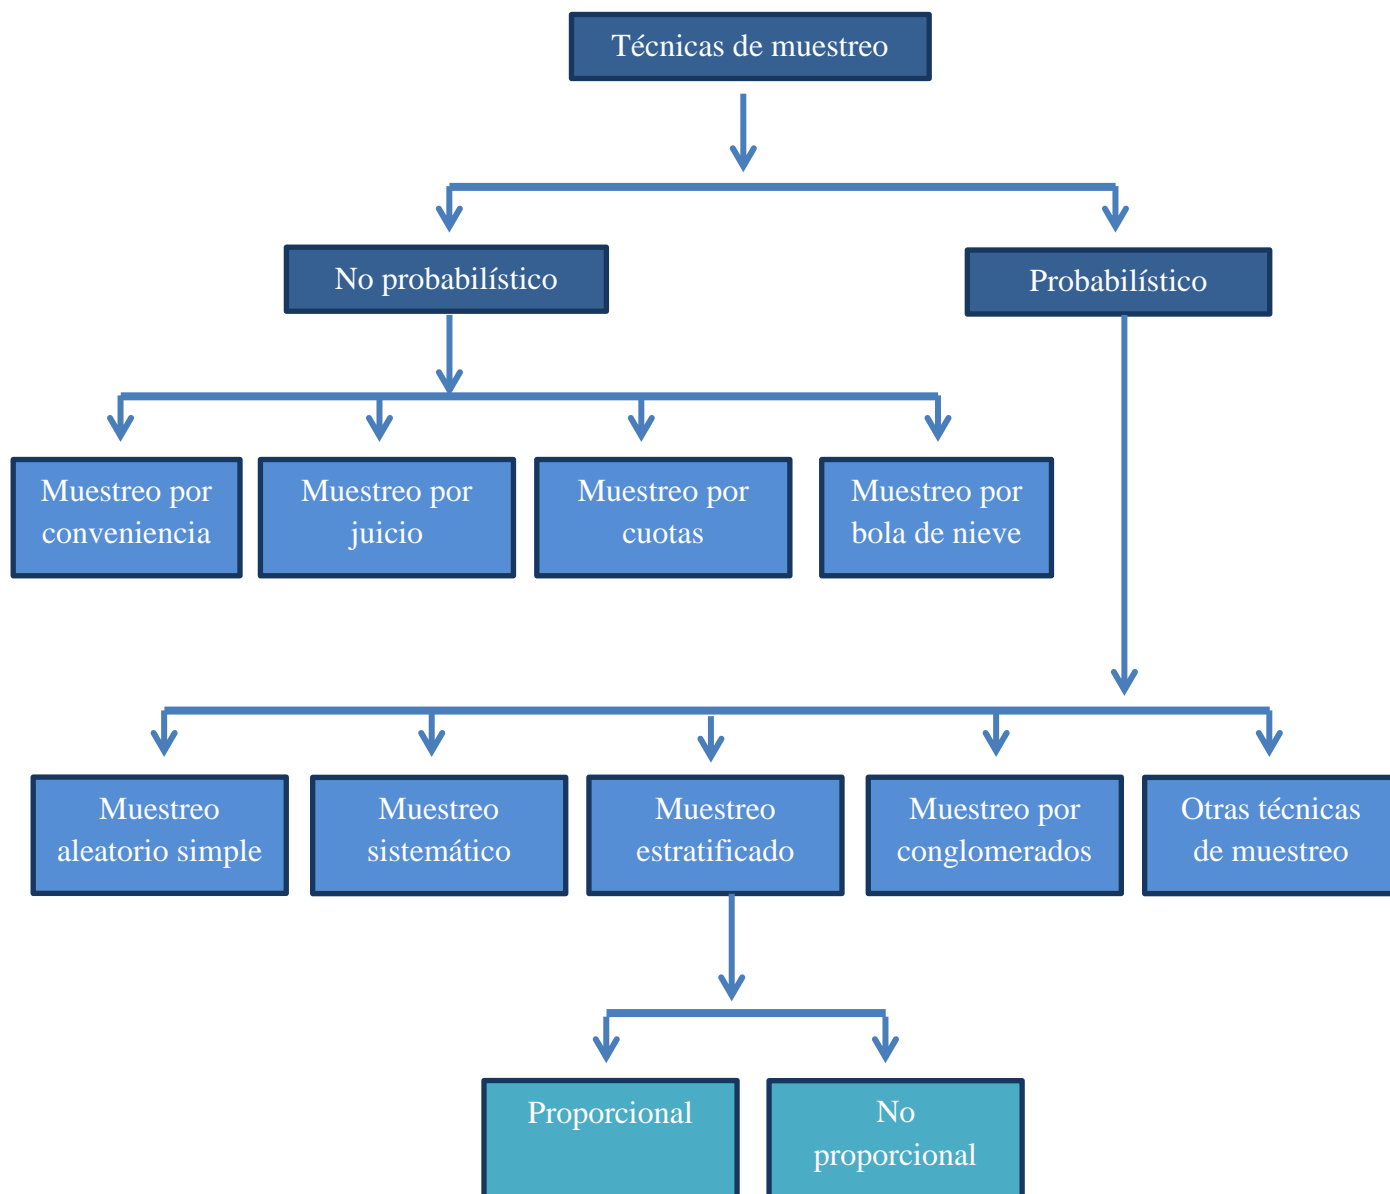 Técnicas de muestreo
No probabilístico
Probabilístico
Muestreo por
conveniencia
Muestreo por
juicio
Muestreo por
cuotas
Muestreo por
bola de nieve
Muestreo
aleatorio simple
Muestreo
sistemático
Muestreo
estratificado
Muestreo por
conglomerados
Otras técnicas
de muestreo
Proporcional
No
proporcional